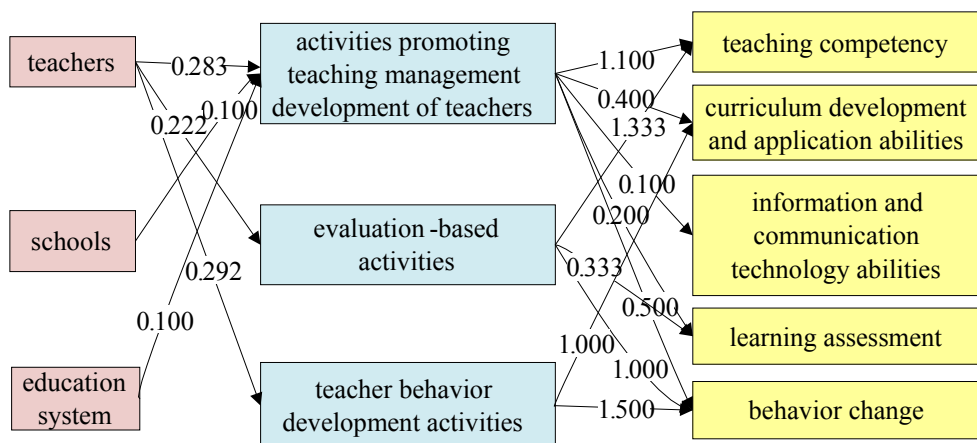 teachers
schools
education
system
activities promoting
teaching management
development of teachers
evaluation -based
activities
teacher behavior
development activities
teaching competency
curriculum development
and application abilities
information and
communication
technology abilities
learning assessment
behavior change
0.283
0.100
0.222
0.292
0.100
1.100
0.400
1.333
0.100
0.200
0.333
0.500
1.000
1.000
1.500